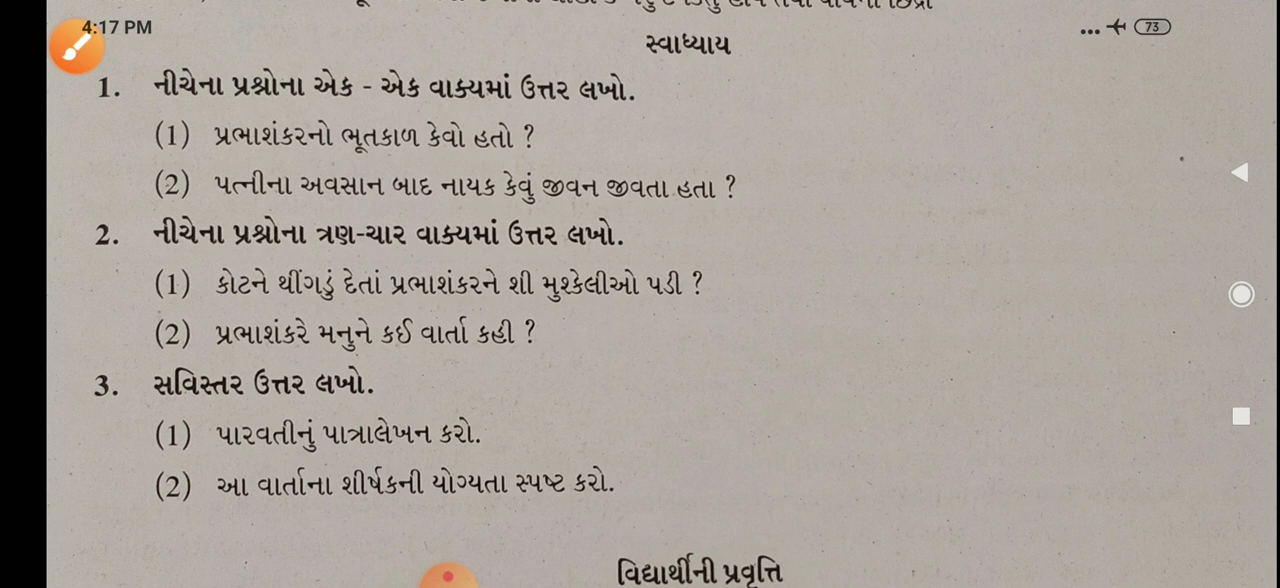 4:17 PM
73
સ્વાધ્યાય
1. નીચેના પ્રશ્નોના એક - એક વાક્યમાં ઉત્તર લખો.
(1) પ્રભાશંકરનો ભૂતકાળ કેવો હતો ?
(2) પત્નીના અવસાન બાદ નાયક કેવું જીવન જીવતા હતા ?
2. નીચેના પ્રશ્નોના ત્રણ-ચાર વાક્યમાં ઉત્તર લખો.
(1) કોટને થીંગડું દેતાં પ્રભાશંકરને શી મુશ્કેલીઓ પડી ?
(2) પ્રભાશંકરે મનુને કઈ વાર્તા કહી ?
3. સવિસ્તર ઉત્તર લખો.
(1) પારવતીનું પાત્રાલેખન કરો.
(2) આ વાર્તાના શીર્ષકની યોગ્યતા સ્પષ્ટ કરો.
વિદ્યાર્થીની પ્રવૃત્તિ